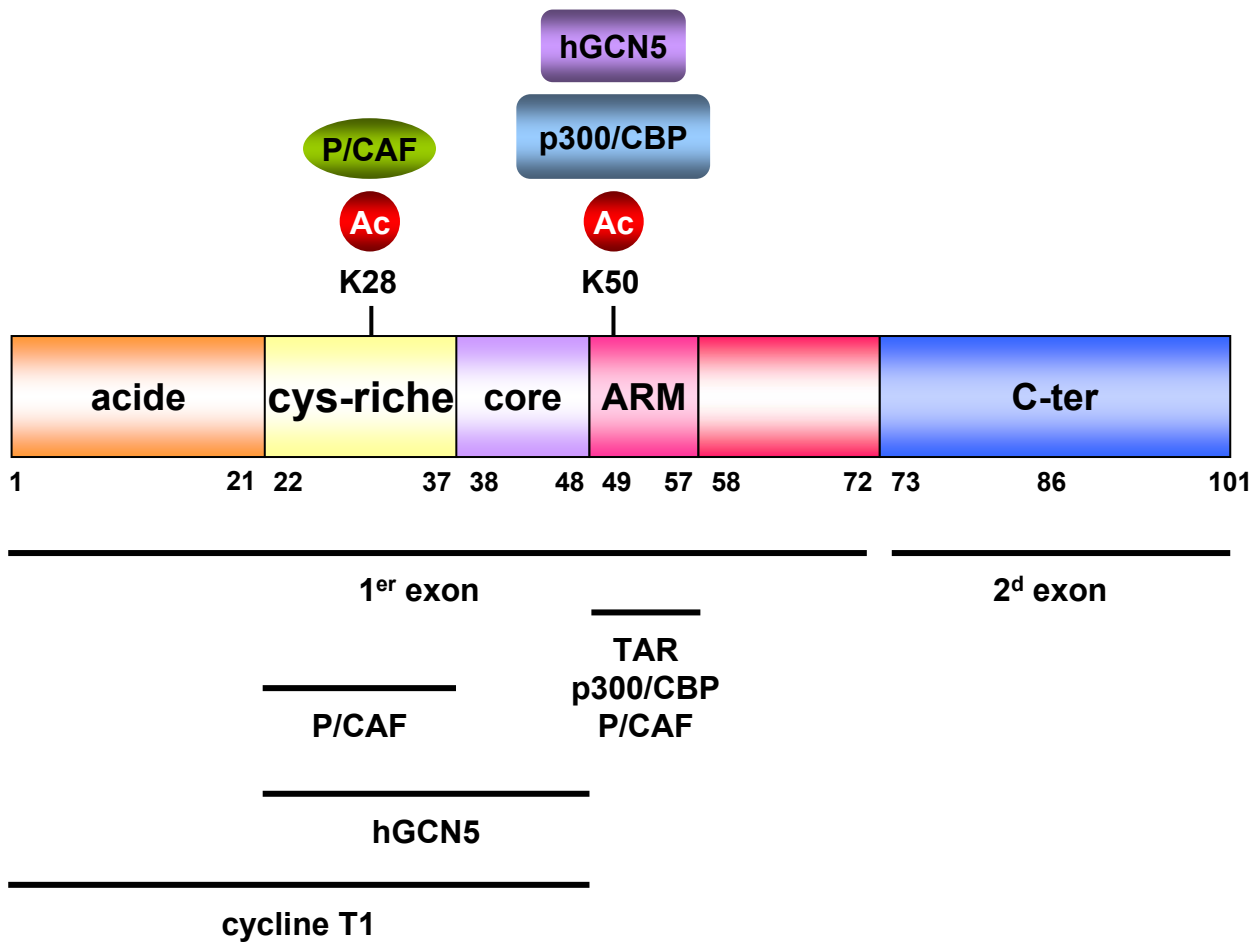 hGCN5
p300/CBP
P/CAF
Ac
Ac
K28
K50
acide
cys-riche
core
ARM
C-ter
1 21 22 37 38 48 49 57 58 72 73 86 101
1er exon
2d exon
TAR
p300/CBP
P/CAF
P/CAF
hGCN5
cycline T1